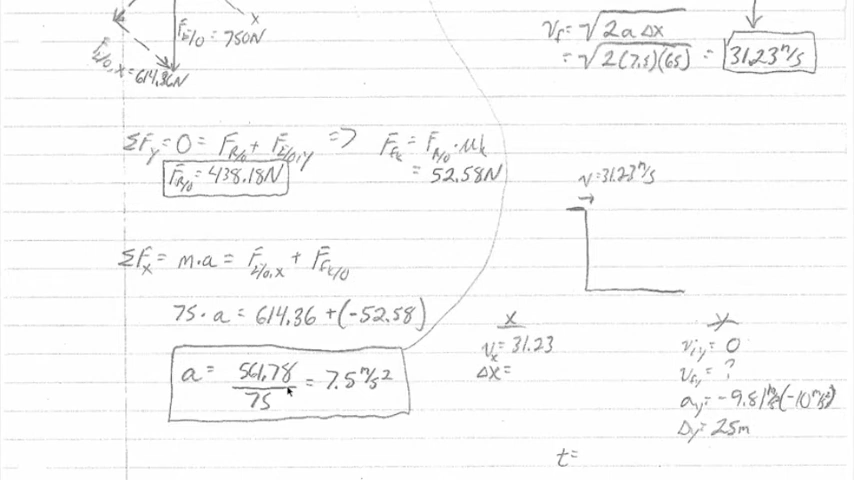 F_E/O = 750N
x
F_E/O,x = 614.36N
v_f = √2aΔx
= √2(7.5)(65) = 31.23 m/s
ΣF_y = 0 = F_R/O + F_E/O,y => F_fk = F_R/O · μk
F_R/O = 438.18N = 52.58N
v = 31.23 m/s
ΣF_x = m·a = F_E/O,x + F_fk/O
75 · a = 614.36 + (-52.58)
a = 561.78/75 = 7.5 m/s²
x
v_x = 31.23
Δx =
y
v_iy = 0
v_fy = ?
a_y = -9.81 m/s² (-10 m/s²)
Δy = 25m
t =